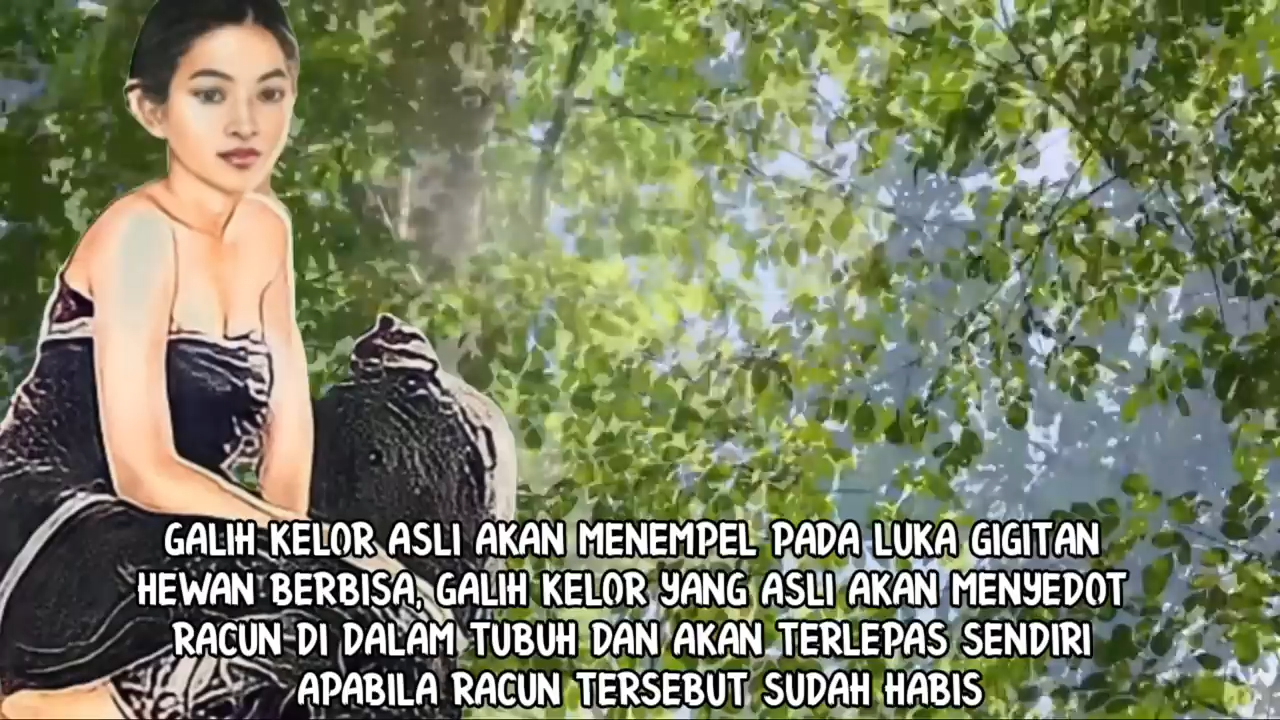 GALIH KELOR ASLI AKAN MENEMPEL PADA LUKA GIGITAN
HEWAN BERBISA, GALIH KELOR YANG ASLI AKAN MENYEDOT
RACUN DI DALAM TUBUH DAN AKAN TERLEPAS SENDIRI
APABILA RACUN TERSEBUT SUDAH HABIS